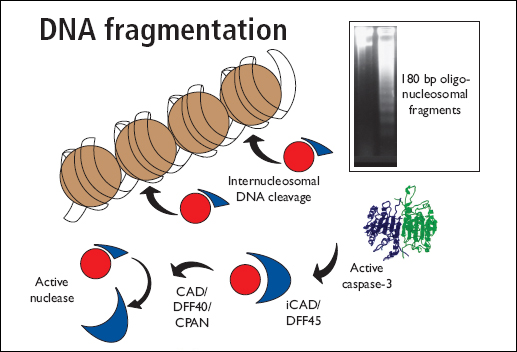 DNA fragmentation
180 bp oligo-
nucleosomal
fragments
Internucleosomal
DNA cleavage
Active
caspase-3
Active
nuclease
CAD/
DFF40/
CPAN
iCAD/
DFF45